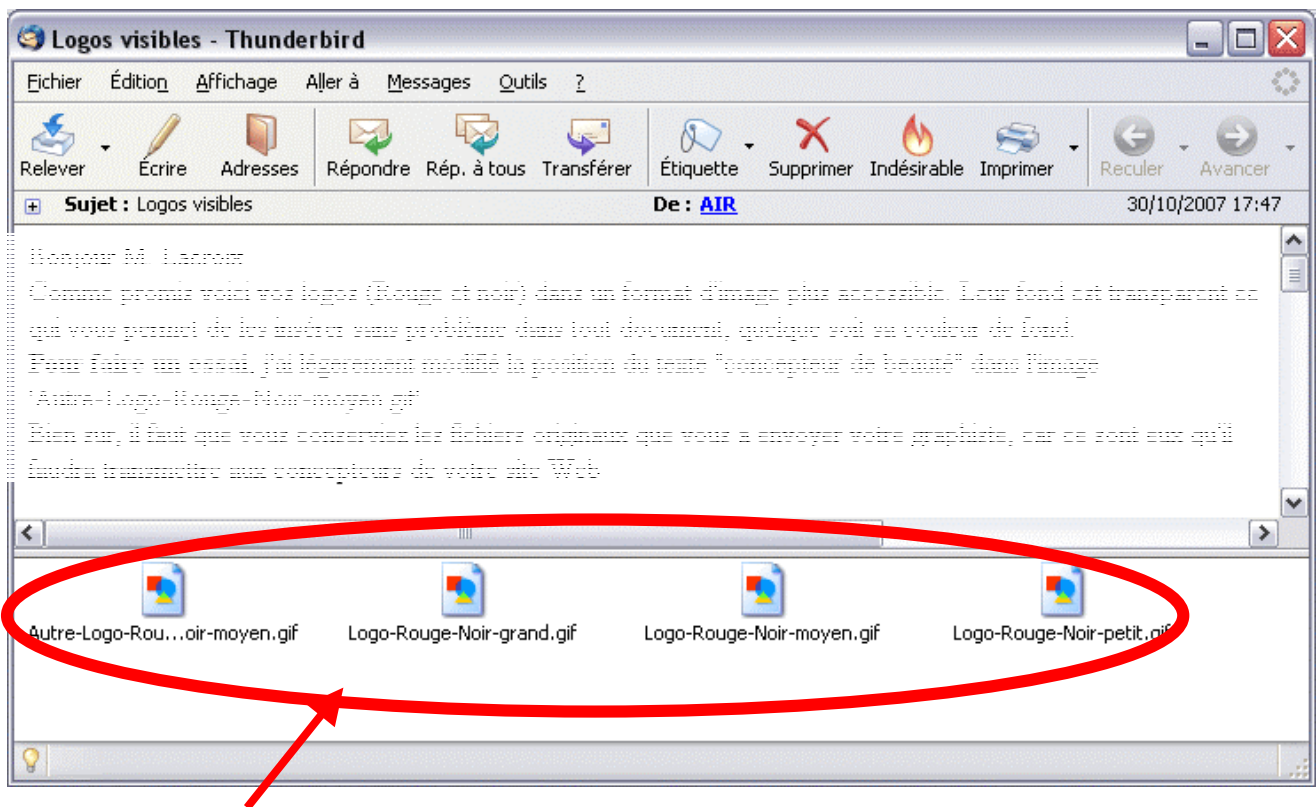 Logos visibles - Thunderbird
Fichier Édition Affichage Aller à Messages Outils ?
Relever Écrire Adresses Répondre Rép. à tous Transférer Étiquette Supprimer Indésirable Imprimer Reculer Avancer
Sujet : Logos visibles De : AIR 30/10/2007 17:47
Bonjour M.
Comme promis voici vos logos (Rouge et noir) dans un format d'image plus accessible. Leur fond est transparent ce
qui vous permet de les insérer sans problème dans tout document, quelque soit sa couleur de fond.
Pour faire un essai, j'ai légerement modifié la position du texte "concepteur de beauté" dans l'image
'Autre-Logo-Rouge-Noir-moyen.gif'
Bien sur, il faut que vous conserviez les fichiers originaux que vous a envoyer votre graphiste, car ce sont eux qu'il
faudra transmettre aux concepteurs de votre site Web
Autre-Logo-Rou...oir-moyen.gif Logo-Rouge-Noir-grand.gif Logo-Rouge-Noir-moyen.gif Logo-Rouge-Noir-petit.gif